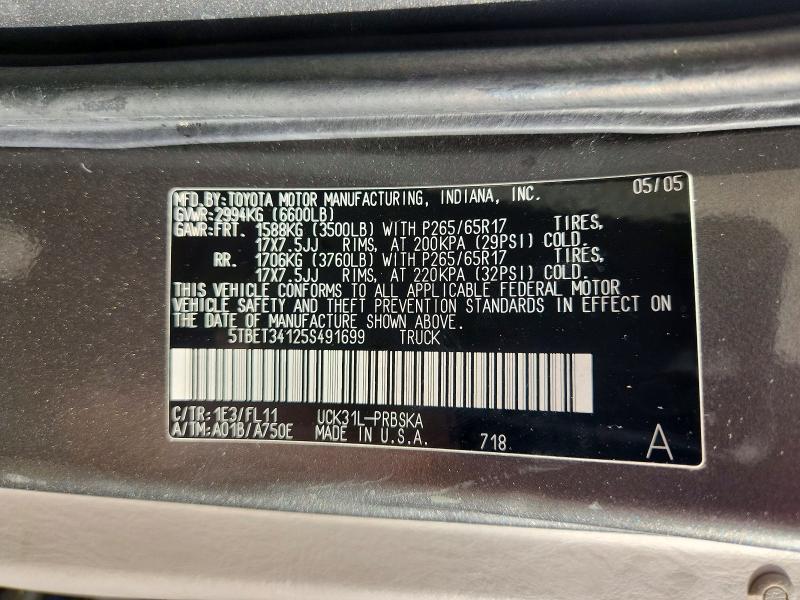 MFD.BY:TOYOTA MOTOR MANUFACTURING, INDIANA, INC. 05/05
GVWR:2994KG (6600LB)
GAWR:FRT. 1588KG (3500LB) WITH P265/65R17 TIRES,
17X7.5JJ RIMS, AT 200KPA (29PSI) COLD.
RR. 1706KG (3760LB) WITH P265/65R17 TIRES,
17X7.5JJ RIMS, AT 220KPA (32PSI) COLD.
THIS VEHICLE CONFORMS TO ALL APPLICABLE FEDERAL MOTOR
VEHICLE SAFETY AND THEFT PREVENTION STANDARDS IN EFFECT ON
THE DATE OF MANUFACTURE SHOWN ABOVE.
5TBET34125S491699 TRUCK
C/TR:1E3/FL11 UCK31L-PRBSKA
A/TM:A01B/A750E MADE IN U.S.A. 718 A